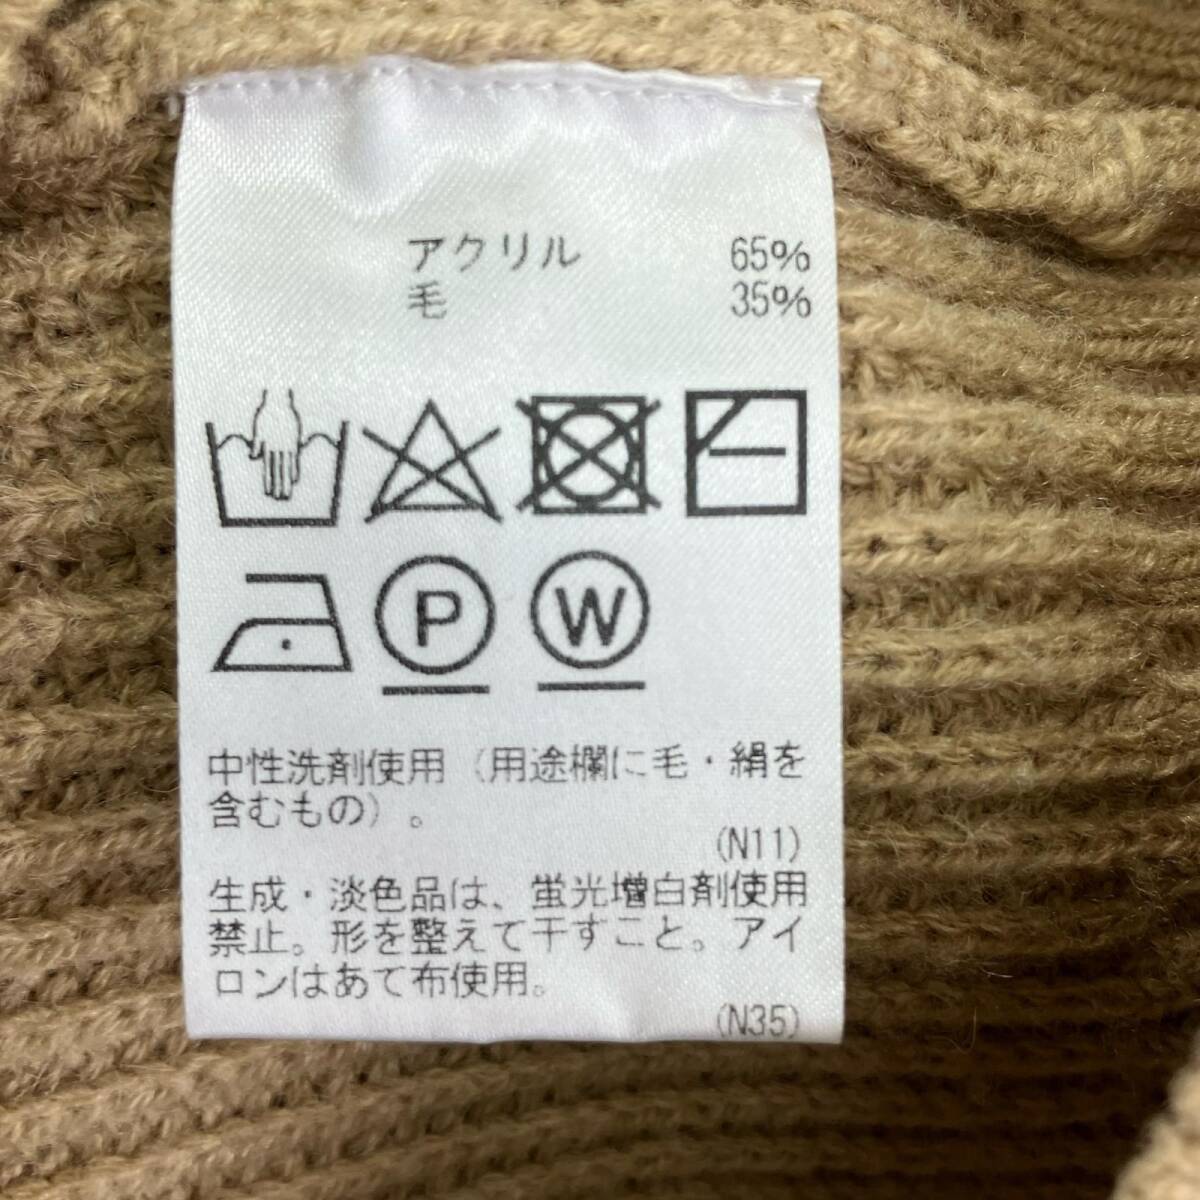 アクリル 65%
毛 35%
P W
中性洗剤使用（用途欄に毛・絹を
含むもの）。
(N11)
生成・淡色品は、蛍光増白剤使用
禁止。形を整えて干すこと。アイ
ロンはあて布使用。
(N35)